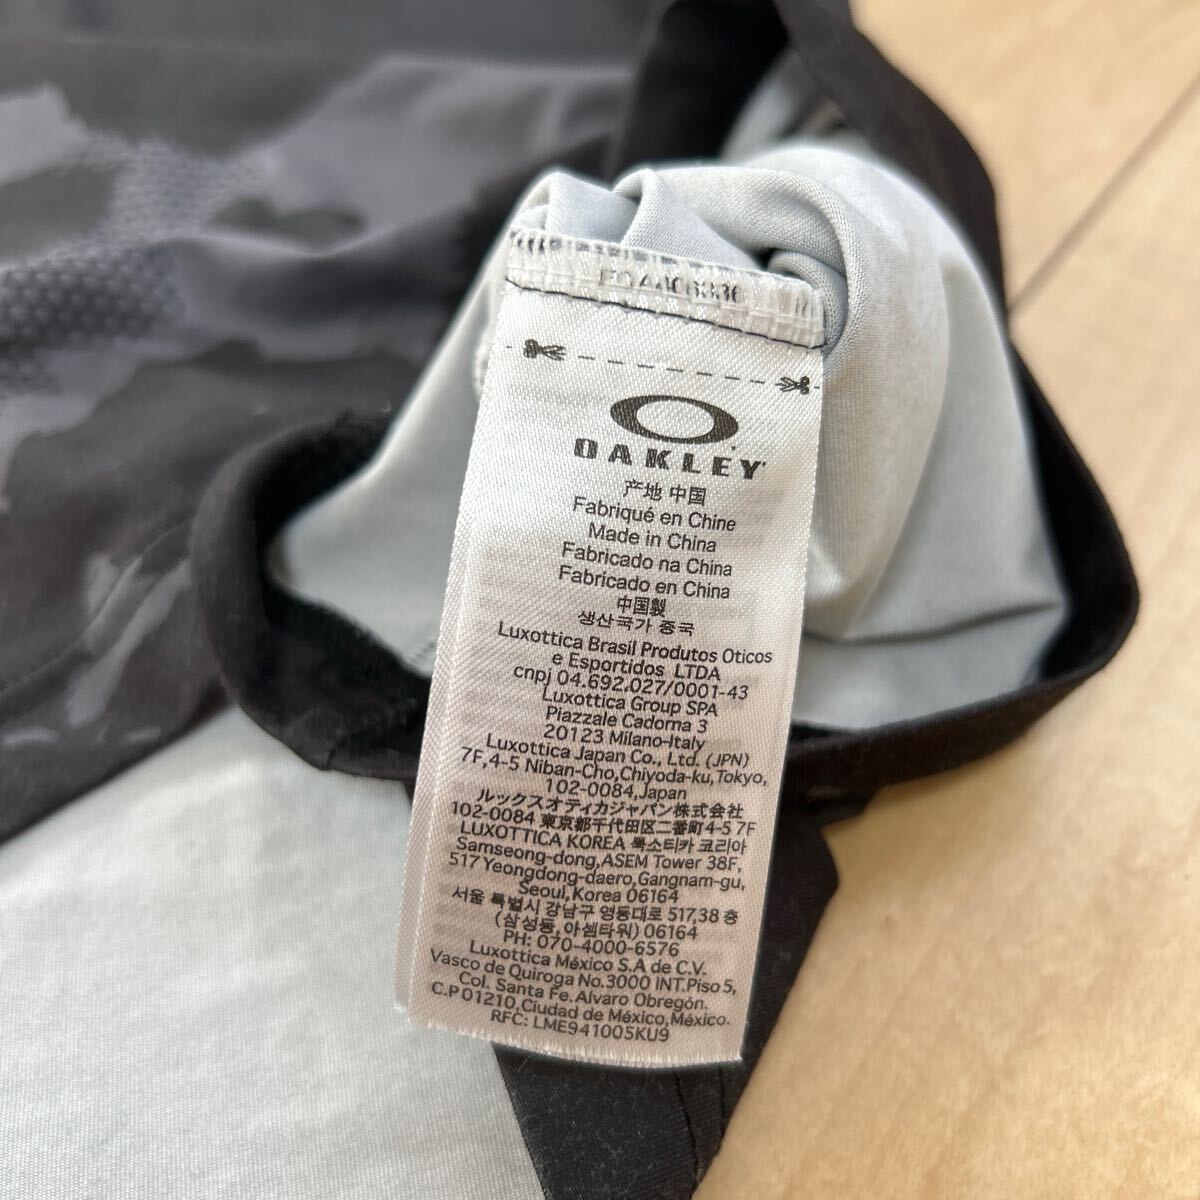 OAKLEY
产地 中国
Fabriqué en Chine
Made in China
Fabricado na China
Fabricado en China
中国製
생산국가 중국
Luxottica Brasil Produtos Oticos
e Esportidos LTDA
cnpj 04.692.027/0001-43
Luxottica Group SPA
Piazzale Cadorna 3
20123 Milano-Italy
Luxottica Japan Co., Ltd. (JPN)
7F,4-5 Niban-Cho,Chiyoda-ku,Tokyo,
102-0084,Japan
ルックスオティカジャパン株式会社
102-0084 東京都千代田区二番町4-5 7F
LUXOTTICA KOREA 룩소티카 코리아
Samseong-dong,ASEM Tower 38F,
517 Yeongdong-daero,Gangnam-gu,
Seoul,Korea 06164
서울 특별시 강남구 영동대로 517,38 층
(삼성동, 아셈타워) 06164
PH: 070-4000-6576
Luxottica México S.A de C.V.
Vasco de Quiroga No.3000 INT.Piso 5,
Col. Santa Fe. Alvaro Obregón.
C.P 01210,Ciudad de México,México.
RFC: LME941005KU9